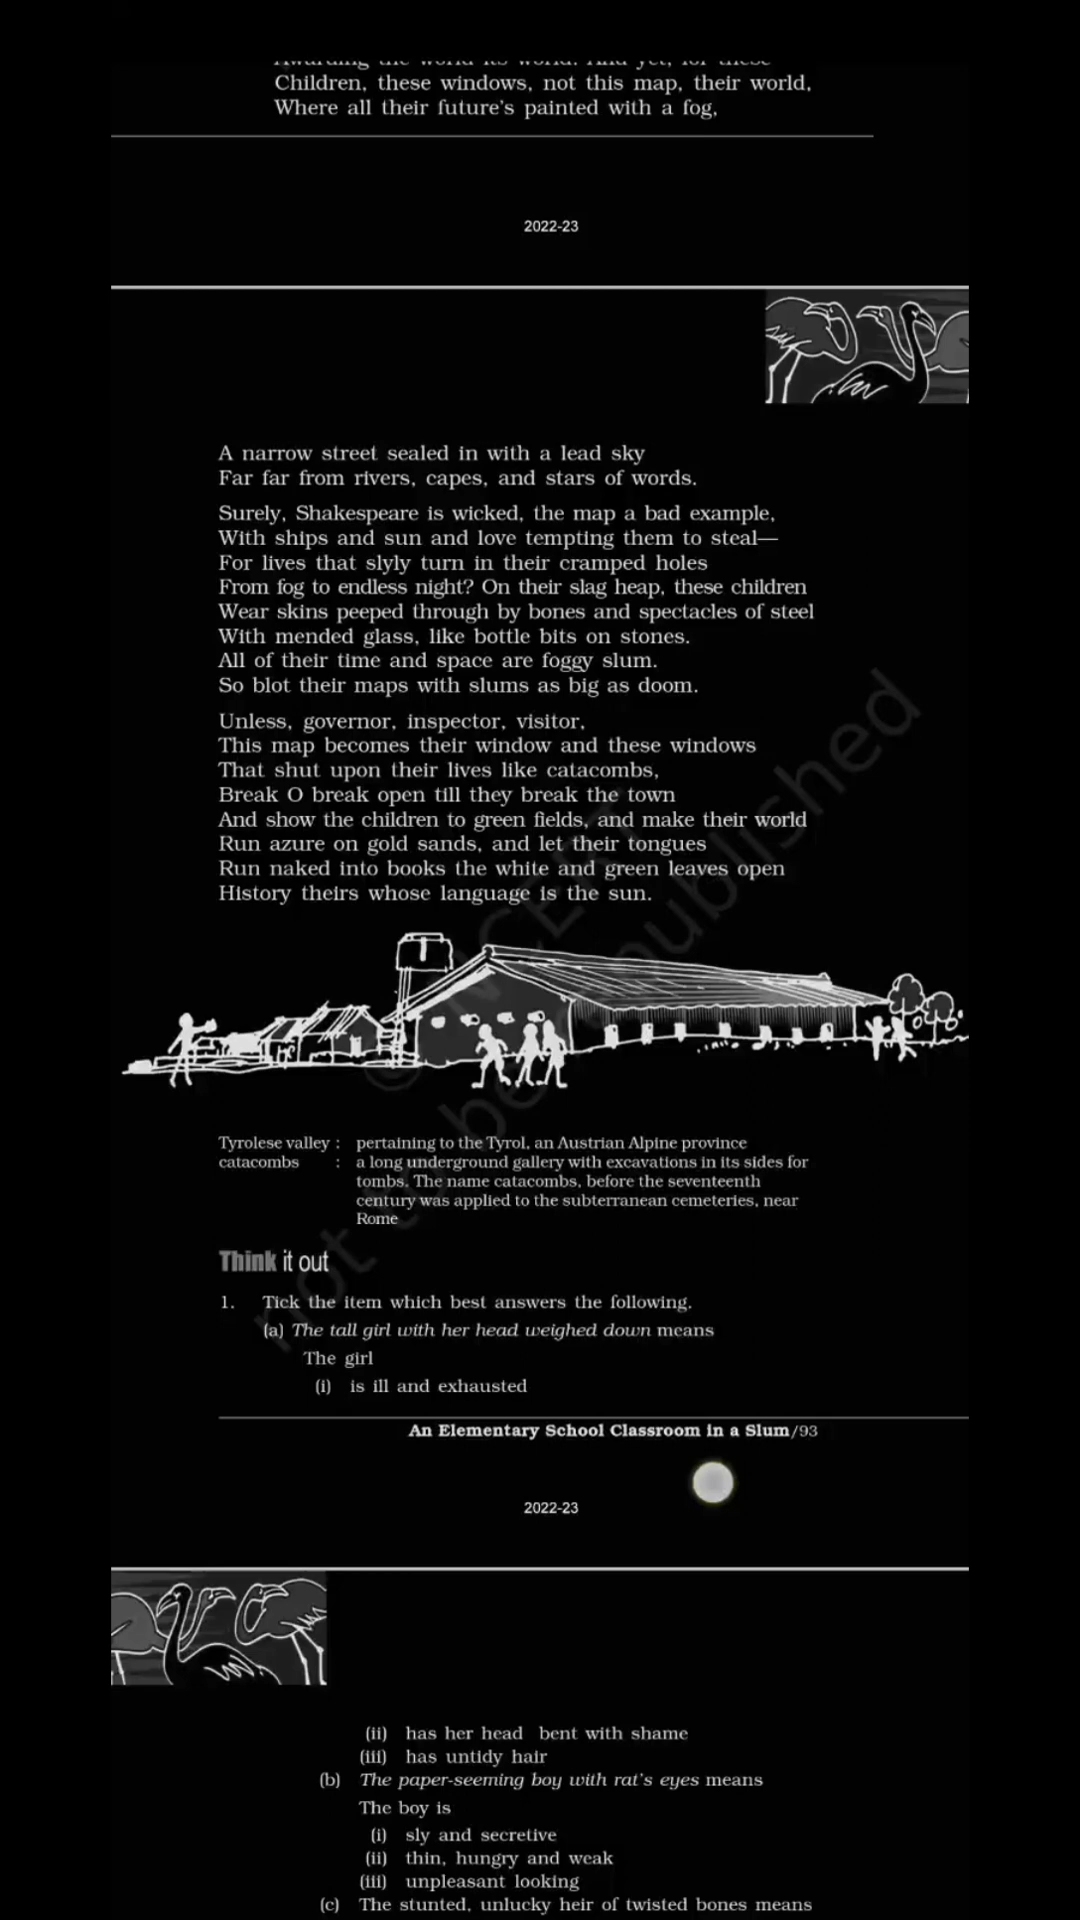 Awarding the world its world. And yet, for these
Children, these windows, not this map, their world,
Where all their future's painted with a fog,
2022-23
A narrow street sealed in with a lead sky
Far far from rivers, capes, and stars of words.
Surely, Shakespeare is wicked, the map a bad example,
With ships and sun and love tempting them to steal—
For lives that slyly turn in their cramped holes
From fog to endless night? On their slag heap, these children
Wear skins peeped through by bones and spectacles of steel
With mended glass, like bottle bits on stones.
All of their time and space are foggy slum.
So blot their maps with slums as big as doom.
Unless, governor, inspector, visitor,
This map becomes their window and these windows
That shut upon their lives like catacombs,
Break O break open till they break the town
And show the children to green fields, and make their world
Run azure on gold sands, and let their tongues
Run naked into books the white and green leaves open
History theirs whose language is the sun.
© NCERT
not to be republished
Tyrolese valley : pertaining to the Tyrol, an Austrian Alpine province
catacombs : a long underground gallery with excavations in its sides for
tombs. The name catacombs, before the seventeenth
century was applied to the subterranean cemeteries, near
Rome
Think it out
1. Tick the item which best answers the following.
(a) The tall girl with her head weighed down means
The girl
(i) is ill and exhausted
An Elementary School Classroom in a Slum/93
2022-23
(ii) has her head bent with shame
(iii) has untidy hair
(b) The paper-seeming boy with rat's eyes means
The boy is
(i) sly and secretive
(ii) thin, hungry and weak
(iii) unpleasant looking
(c) The stunted, unlucky heir of twisted bones means